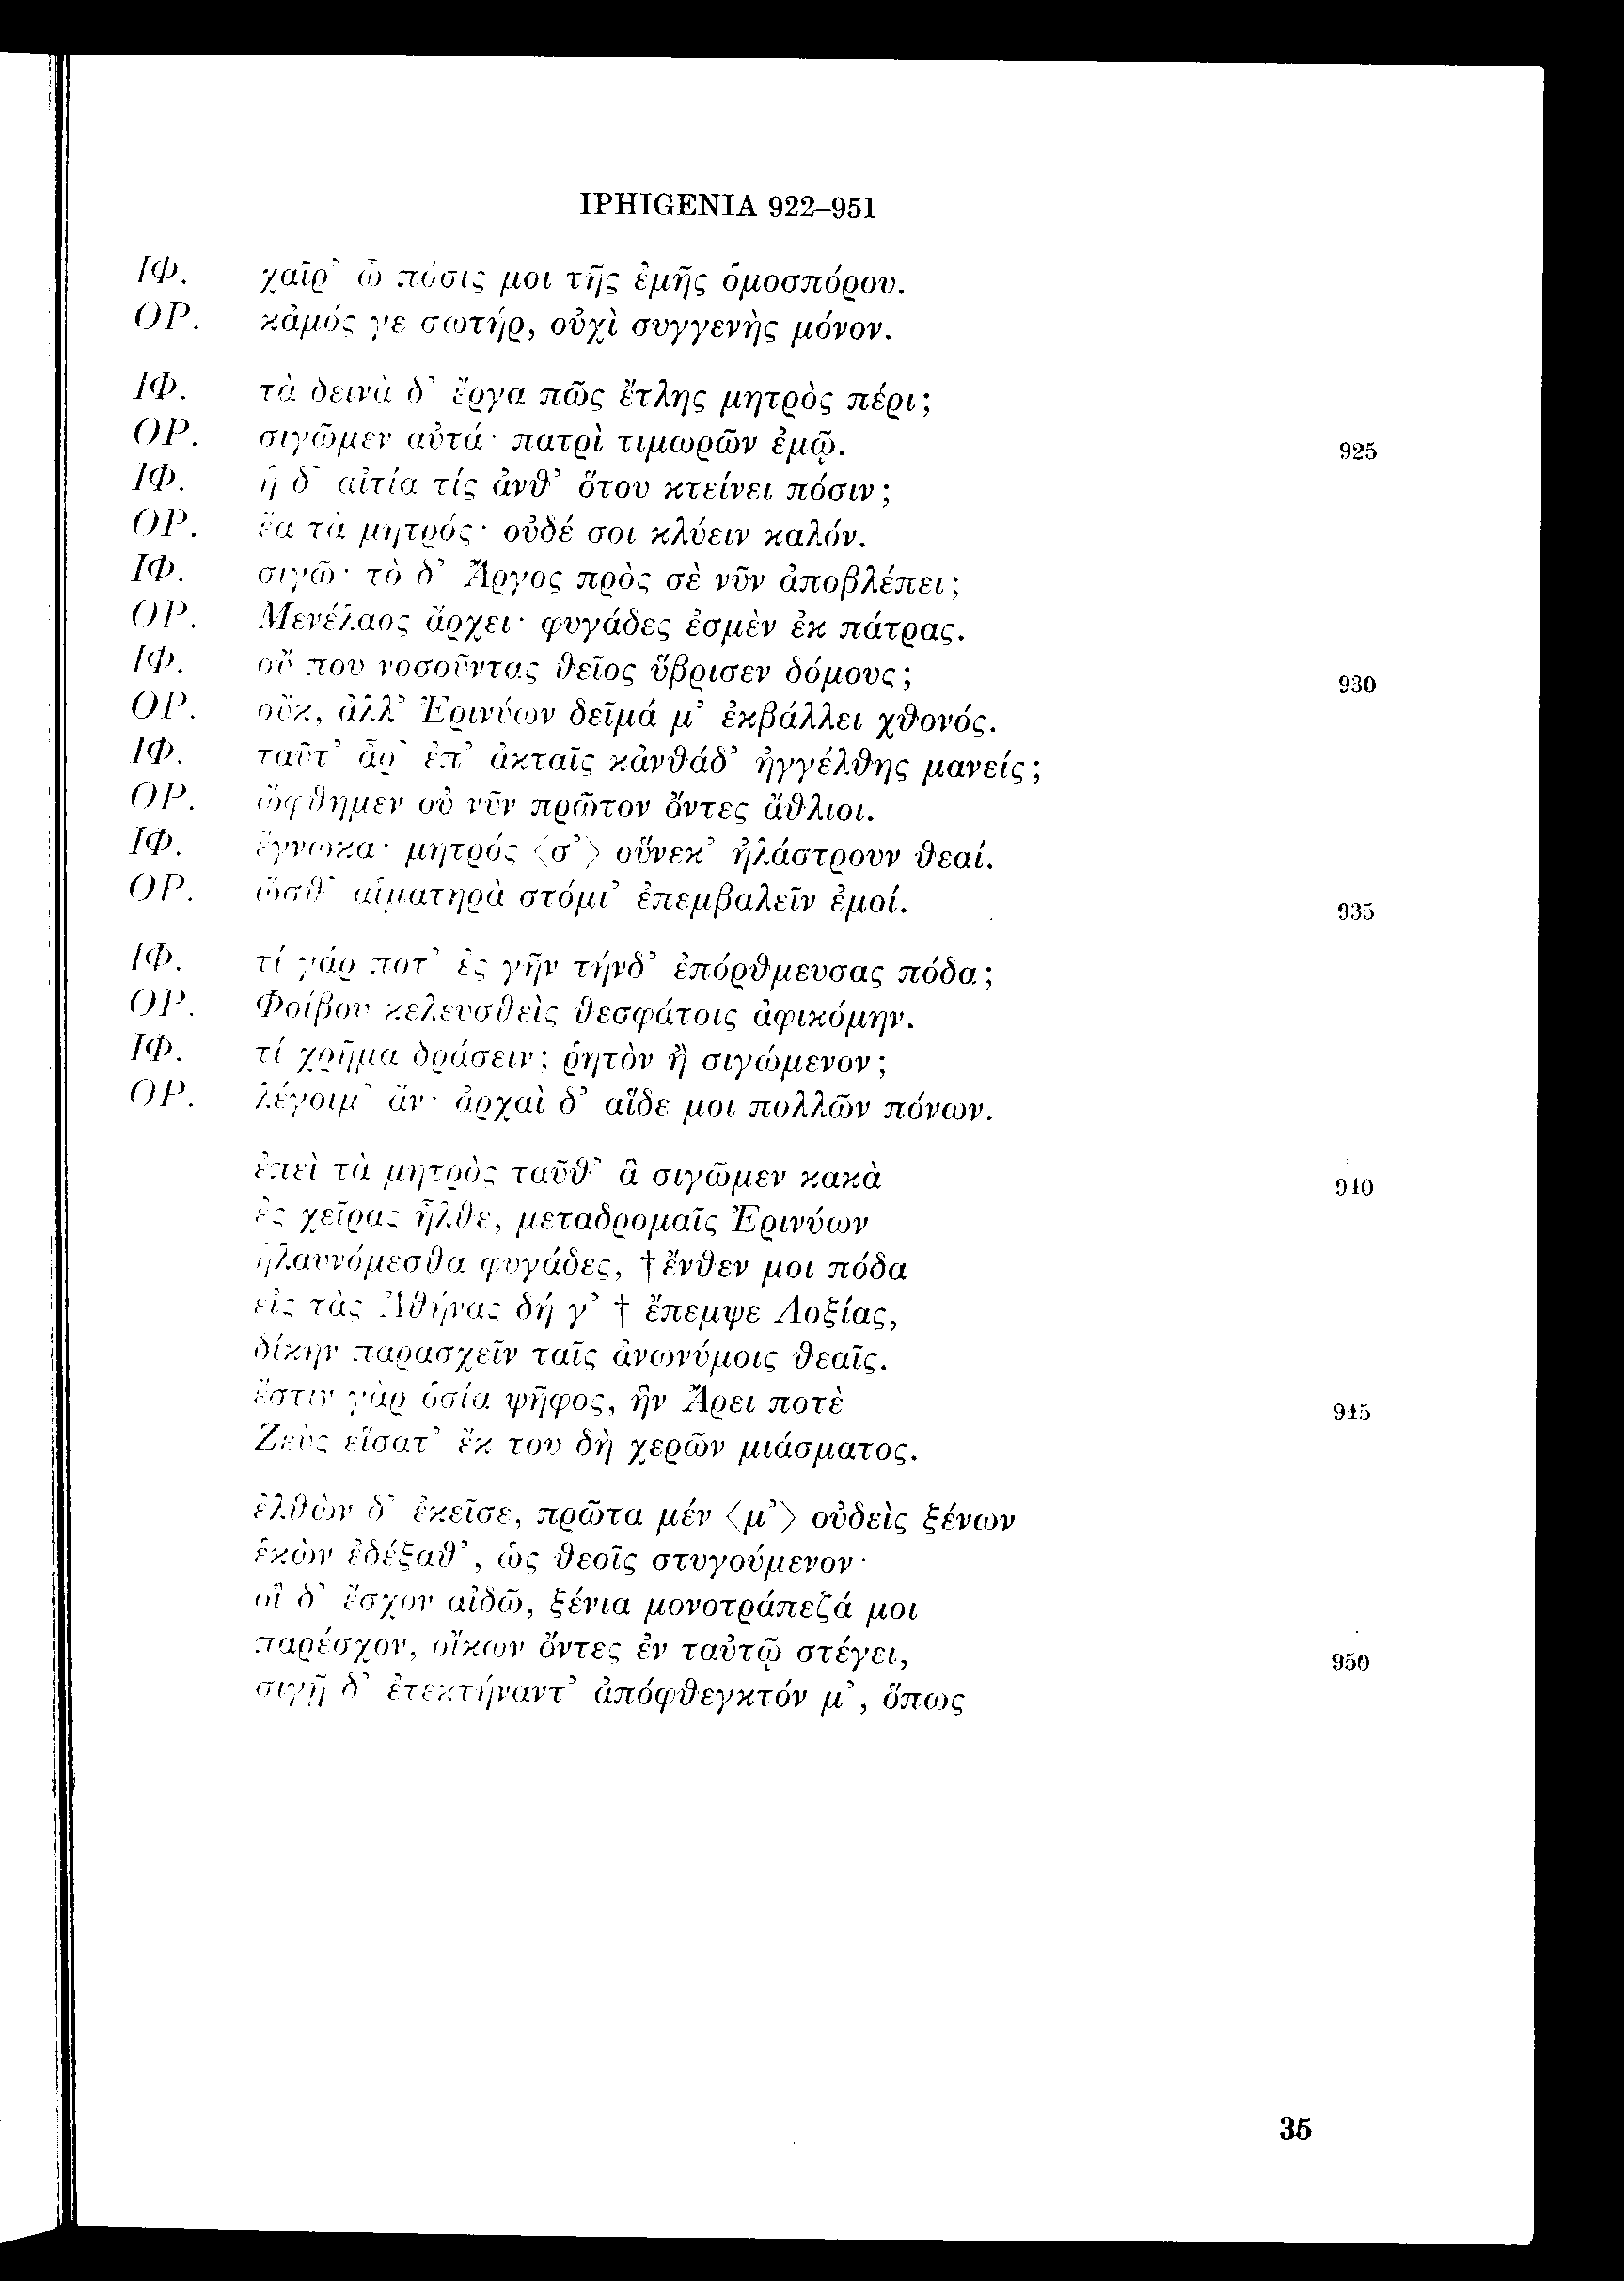 IPHIGENIA 922–951
ΙΦ. χαῖρ᾽ ὦ πόσις μοι τῆς ἐμῆς ὁμοσπόρου.
ΟΡ. κἀμός γε σωτήρ, οὐχὶ συγγενὴς μόνον.
ΙΦ. τὰ δεινὰ δ᾽ ἔργα πῶς ἔτλης μητρὸς πέρι;
ΟΡ. σιγῶμεν αὐτά· πατρὶ τιμωρῶν ἐμῷ. 925
ΙΦ. ἡ δ᾽ αἰτία τίς ἀνθ᾽ ὅτου κτείνει πόσιν;
ΟΡ. ἔα τὰ μητρός· οὐδέ σοι κλύειν καλόν.
ΙΦ. σιγῶ· τὸ δ᾽ Ἄργος πρὸς σὲ νῦν ἀποβλέπει;
ΟΡ. Μενέλαος ἄρχει· φυγάδες ἐσμὲν ἐκ πάτρας.
ΙΦ. οὔ που νοσοῦντας θεῖος ὕβρισεν δόμους; 930
ΟΡ. οὔκ, ἀλλ᾽ Ἐρινύων δεῖμά μ᾽ ἐκβάλλει χθονός.
ΙΦ. ταῦτ᾽ ἆρ᾽ ἐπ᾽ ἀκταῖς κἀνθάδ᾽ ἠγγέλθης μανείς;
ΟΡ. ὤφθημεν οὐ νῦν πρῶτον ὄντες ἄθλιοι.
ΙΦ. ἔγνωκα· μητρός ⟨σ᾽⟩ οὕνεκ᾽ ἠλάστρουν θεαί.
ΟΡ. ὥσθ᾽ αἱματηρὰ στόμι᾽ ἐπεμβαλεῖν ἐμοί. 935
ΙΦ. τί γάρ ποτ᾽ ἐς γῆν τήνδ᾽ ἐπόρθμευσας πόδα;
ΟΡ. Φοίβου κελευσθεὶς θεσφάτοις ἀφικόμην.
ΙΦ. τί χρῆμα δράσειν; ῥητὸν ἢ σιγώμενον;
ΟΡ. λέγοιμ᾽ ἄν· ἀρχαὶ δ᾽ αἵδε μοι πολλῶν πόνων.
ἐπεὶ τὰ μητρὸς ταῦθ᾽ ἃ σιγῶμεν κακὰ 940
ἐς χεῖρας ἦλθε, μεταδρομαῖς Ἐρινύων
ἠλαυνόμεσθα φυγάδες, †ἔνθεν μοι πόδα
εἰς τὰς Ἀθήνας δή γ᾽ † ἔπεμψε Λοξίας,
δίκην παρασχεῖν ταῖς ἀνωνύμοις θεαῖς.
ἔστιν γὰρ ὁσία ψῆφος, ἣν Ἄρει ποτὲ 945
Ζεὺς εἵσατ᾽ ἔκ του δὴ χερῶν μιάσματος.
ἐλθὼν δ᾽ ἐκεῖσε, πρῶτα μέν ⟨μ᾽⟩ οὐδεὶς ξένων
ἑκὼν ἐδέξαθ᾽, ὡς θεοῖς στυγούμενον·
οἳ δ᾽ ἔσχον αἰδῶ, ξένια μονοτράπεζά μοι
παρέσχον, οἴκων ὄντες ἐν ταὐτῷ στέγει, 950
σιγῇ δ᾽ ἐτεκτήναντ᾽ ἀπόφθεγκτόν μ᾽, ὅπως
35